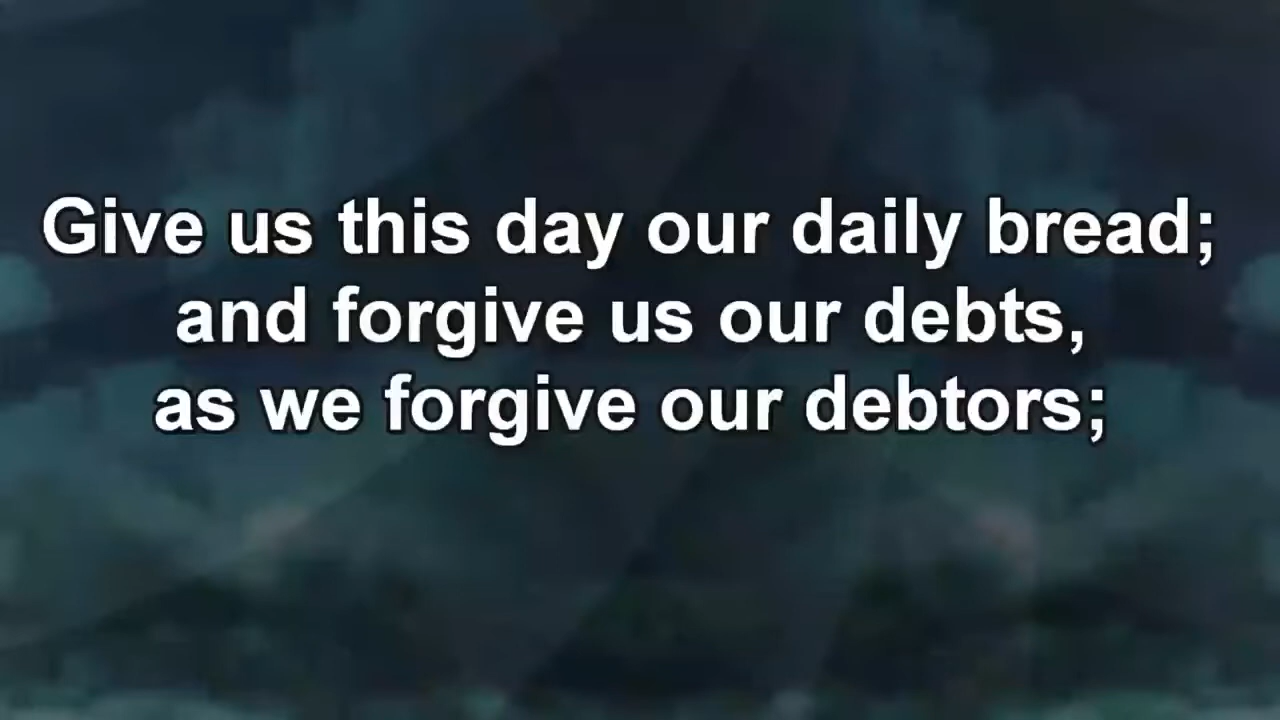 Give us this day our daily bread;
and forgive us our debts,
as we forgive our debtors;